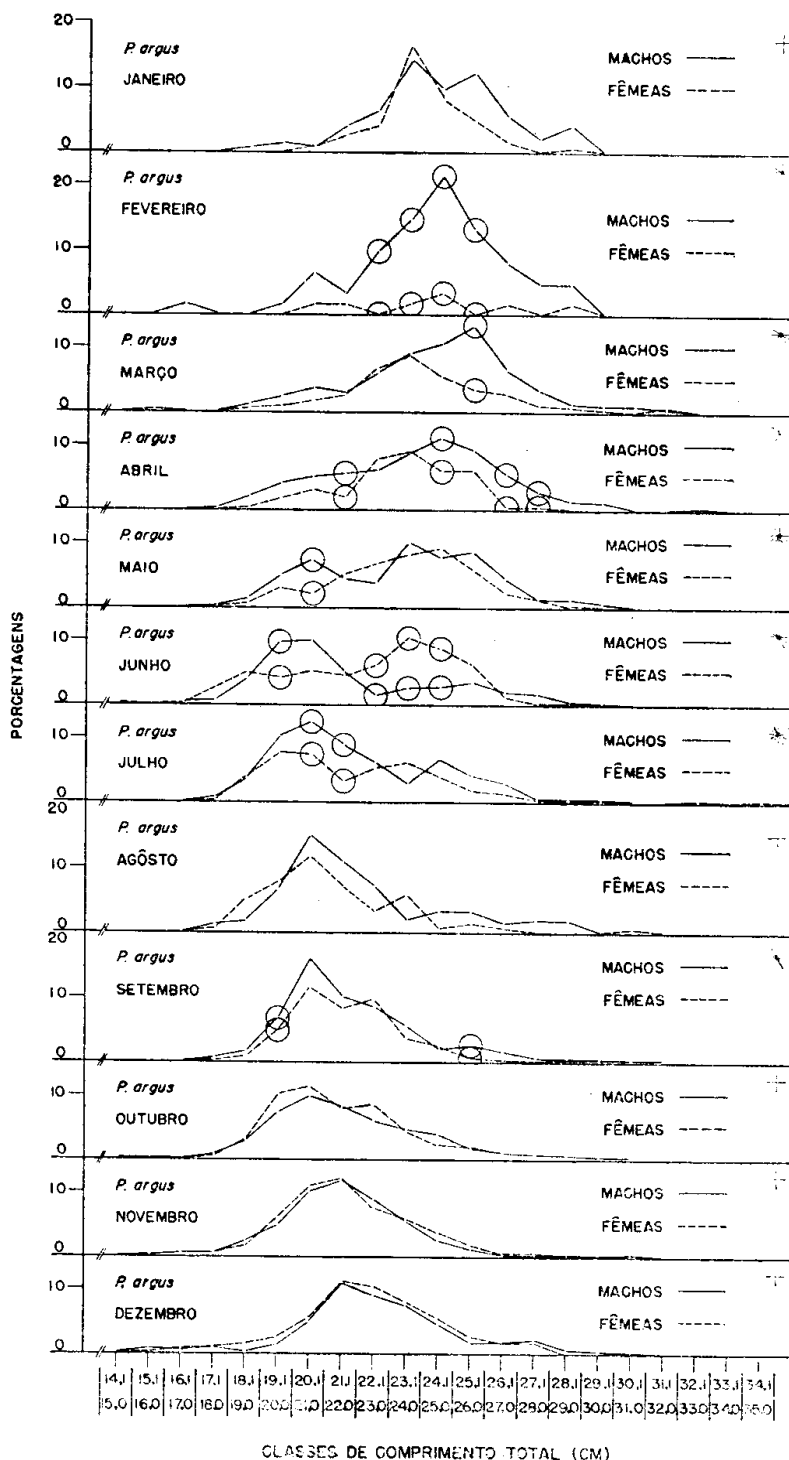 PORCENTAGENS
20
10
0
P. argus
JANEIRO
MACHOS
FÊMEAS
20
10
0
P. argus
FEVEREIRO
MACHOS
FÊMEAS
10
0
P. argus
MARÇO
MACHOS
FÊMEAS
10
0
P. argus
ABRIL
MACHOS
FÊMEAS
10
0
P. argus
MAIO
MACHOS
FÊMEAS
10
0
P. argus
JUNHO
MACHOS
FÊMEAS
10
0
P. argus
JULHO
MACHOS
FÊMEAS
20
10
0
P. argus
AGÔSTO
MACHOS
FÊMEAS
20
10
0
P. argus
SETEMBRO
MACHOS
FÊMEAS
10
0
P. argus
OUTUBRO
MACHOS
FÊMEAS
10
0
P. argus
NOVEMBRO
MACHOS
FÊMEAS
10
0
P. argus
DEZEMBRO
MACHOS
FÊMEAS
14,1 15,1 16,1 17,1 18,1 19,1 20,1 21,1 22,1 23,1 24,1 25,1 26,1 27,1 28,1 29,1 30,1 31,1 32,1 33,1 34,1
15,0 16,0 17,0 18,0 19,0 20,0 21,0 22,0 23,0 24,0 25,0 26,0 27,0 28,0 29,0 30,0 31,0 32,0 33,0 34,0 35,0
CLASSES DE COMPRIMENTO TOTAL (CM)